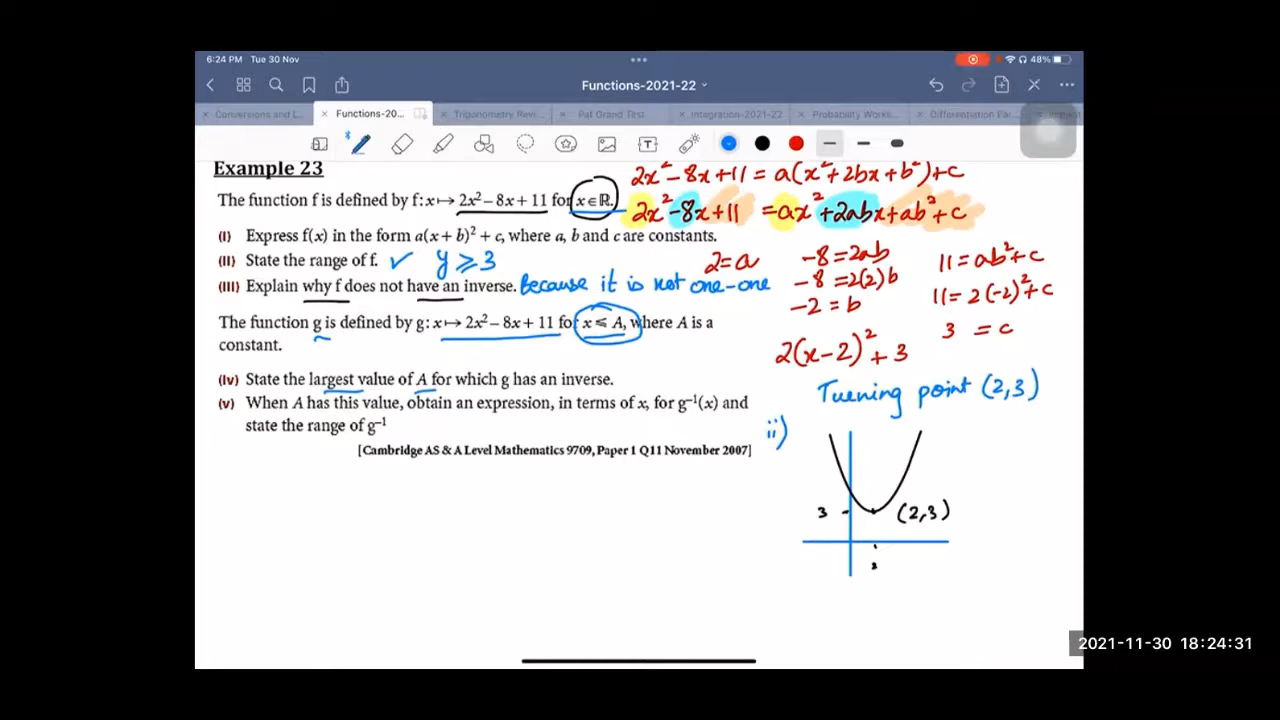 6:24 PM Tue 30 Nov
48%
Functions-2021-22
Conversions and L...
Functions-20...
Trigonometry Revi...
Pat Grand Test
Integration-2021-22
Probability Works...
Differentiation Par...
Example 23
2x² - 8x + 11 = a(x² + 2bx + b²) + c
The function f is defined by f : x ↦ 2x² − 8x + 11 for x ∈ ℝ.
2x² - 8x + 11 = ax² + 2abx + ab² + c
(i) Express f(x) in the form a(x + b)² + c, where a, b and c are constants.
(ii) State the range of f. ✓ y ⩾ 3
2 = a
-8 = 2ab
11 = ab² + c
(iii) Explain why f does not have an inverse. Because it is not one-one
-8 = 2(2)b
11 = 2(-2)² + c
-2 = b
3 = c
The function g is defined by g : x ↦ 2x² − 8x + 11 for x ⩽ A, where A is a
constant.
2(x-2)² + 3
(iv) State the largest value of A for which g has an inverse.
Turning point (2,3)
(v) When A has this value, obtain an expression, in terms of x, for g⁻¹(x) and
state the range of g⁻¹
ii)
[Cambridge AS & A Level Mathematics 9709, Paper 1 Q11 November 2007]
3
(2,3)
2
2021-11-30 18:24:31